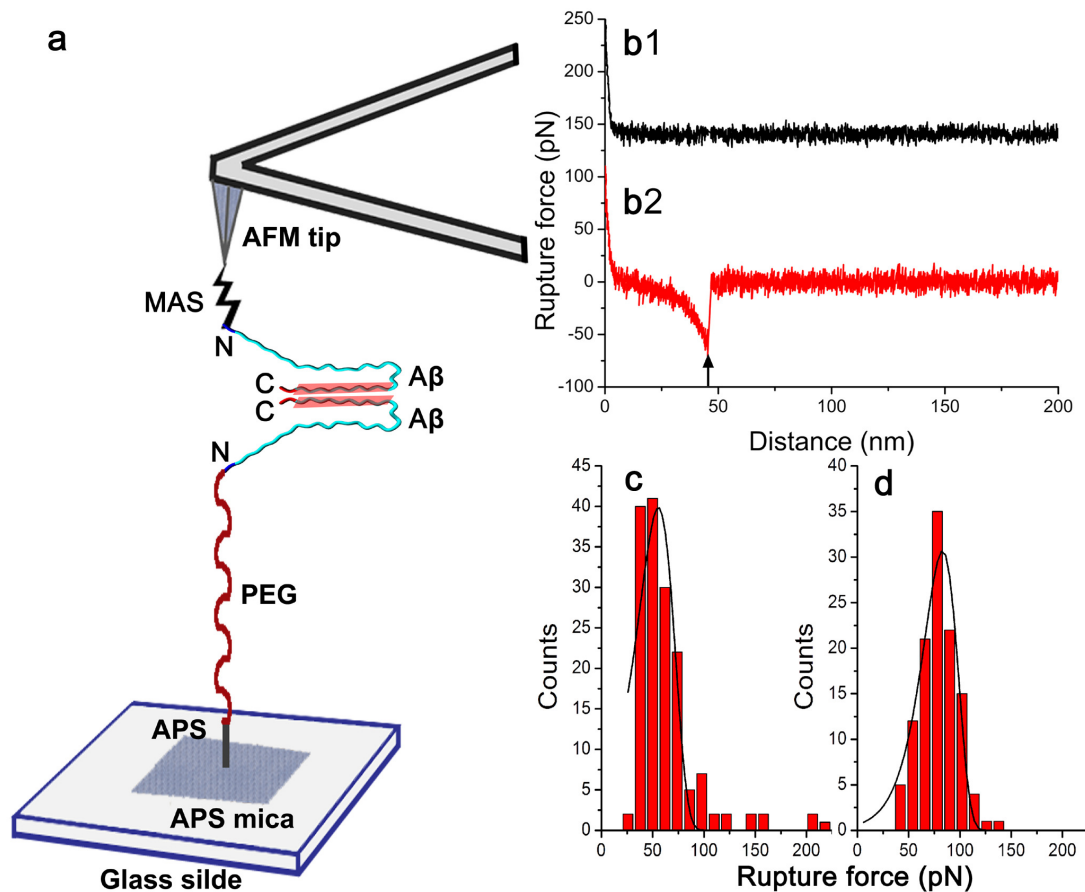 a
AFM tip
MAS
N
C
Aβ
C
Aβ
N
PEG
APS
APS mica
Glass silde
b1
b2
250
200
150
100
50
0
-50
-100
Rupture force (pN)
0
50
100
150
200
Distance (nm)
c
45
40
35
30
25
20
15
10
5
0
Counts
0
50
100
150
200
d
40
35
30
25
20
15
10
5
0
Counts
0
50
100
150
200
Rupture force (pN)